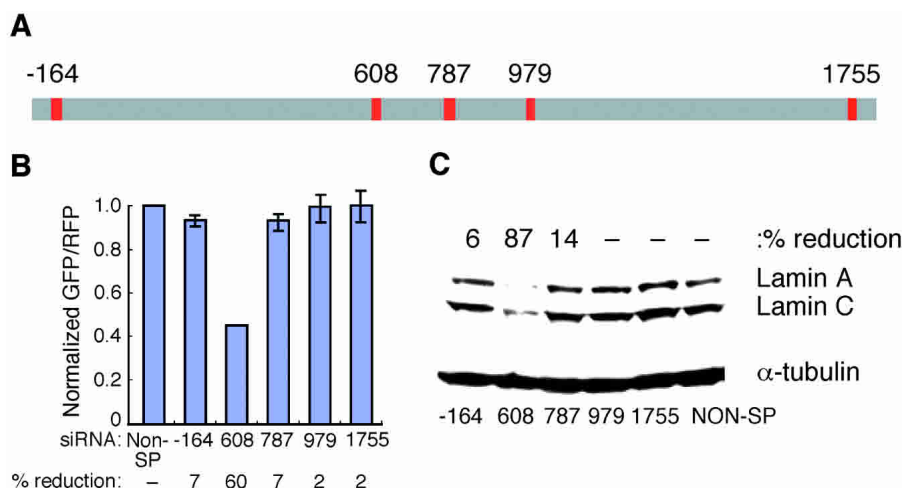 A
-164 608 787 979 1755
B
Normalized GFP/RFP
1.0
0.8
0.6
0.4
0.2
0
siRNA: Non-SP -164 608 787 979 1755
% reduction: – 7 60 7 2 2
C
6 87 14 – – – :% reduction
Lamin A
Lamin C
α-tubulin
-164 608 787 979 1755 NON-SP